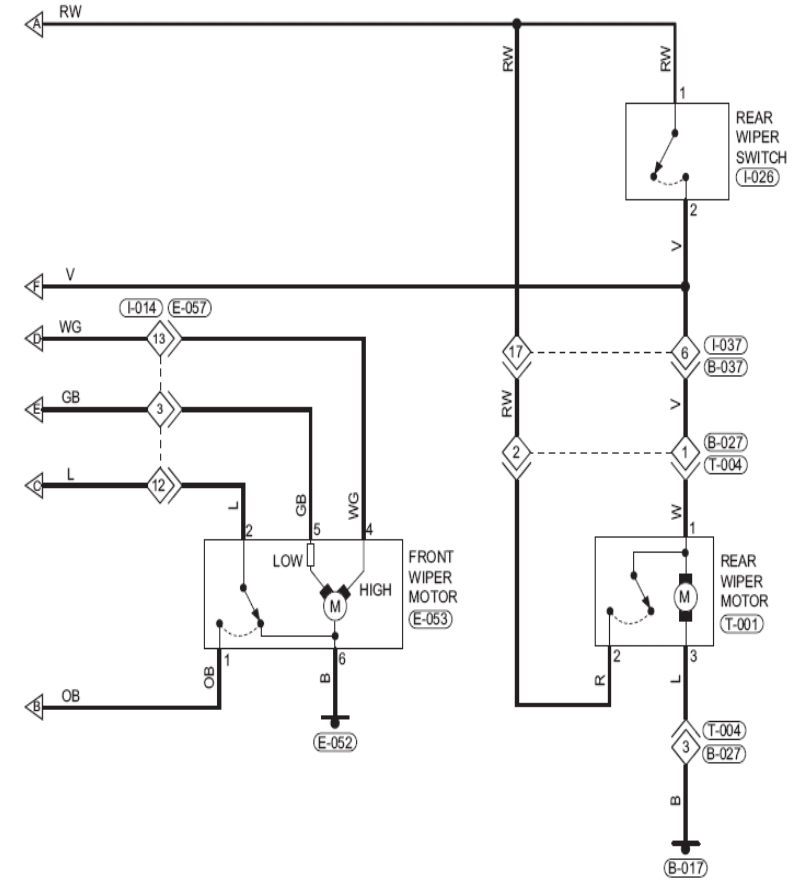 A RW
RW
RW
1
REAR
WIPER
SWITCH
I-026
2
V
F V
I-014 E-057
D WG
13
17
6
I-037
B-037
E GB
3
RW
V
2
1
B-027
T-004
C L
12
L
GB
WG
W
2
5
4
1
LOW
HIGH
M
FRONT
WIPER
MOTOR
E-053
M
REAR
WIPER
MOTOR
T-001
1
6
2
3
OB
B
R
L
B OB
E-052
T-004
3
B-027
B
B-017